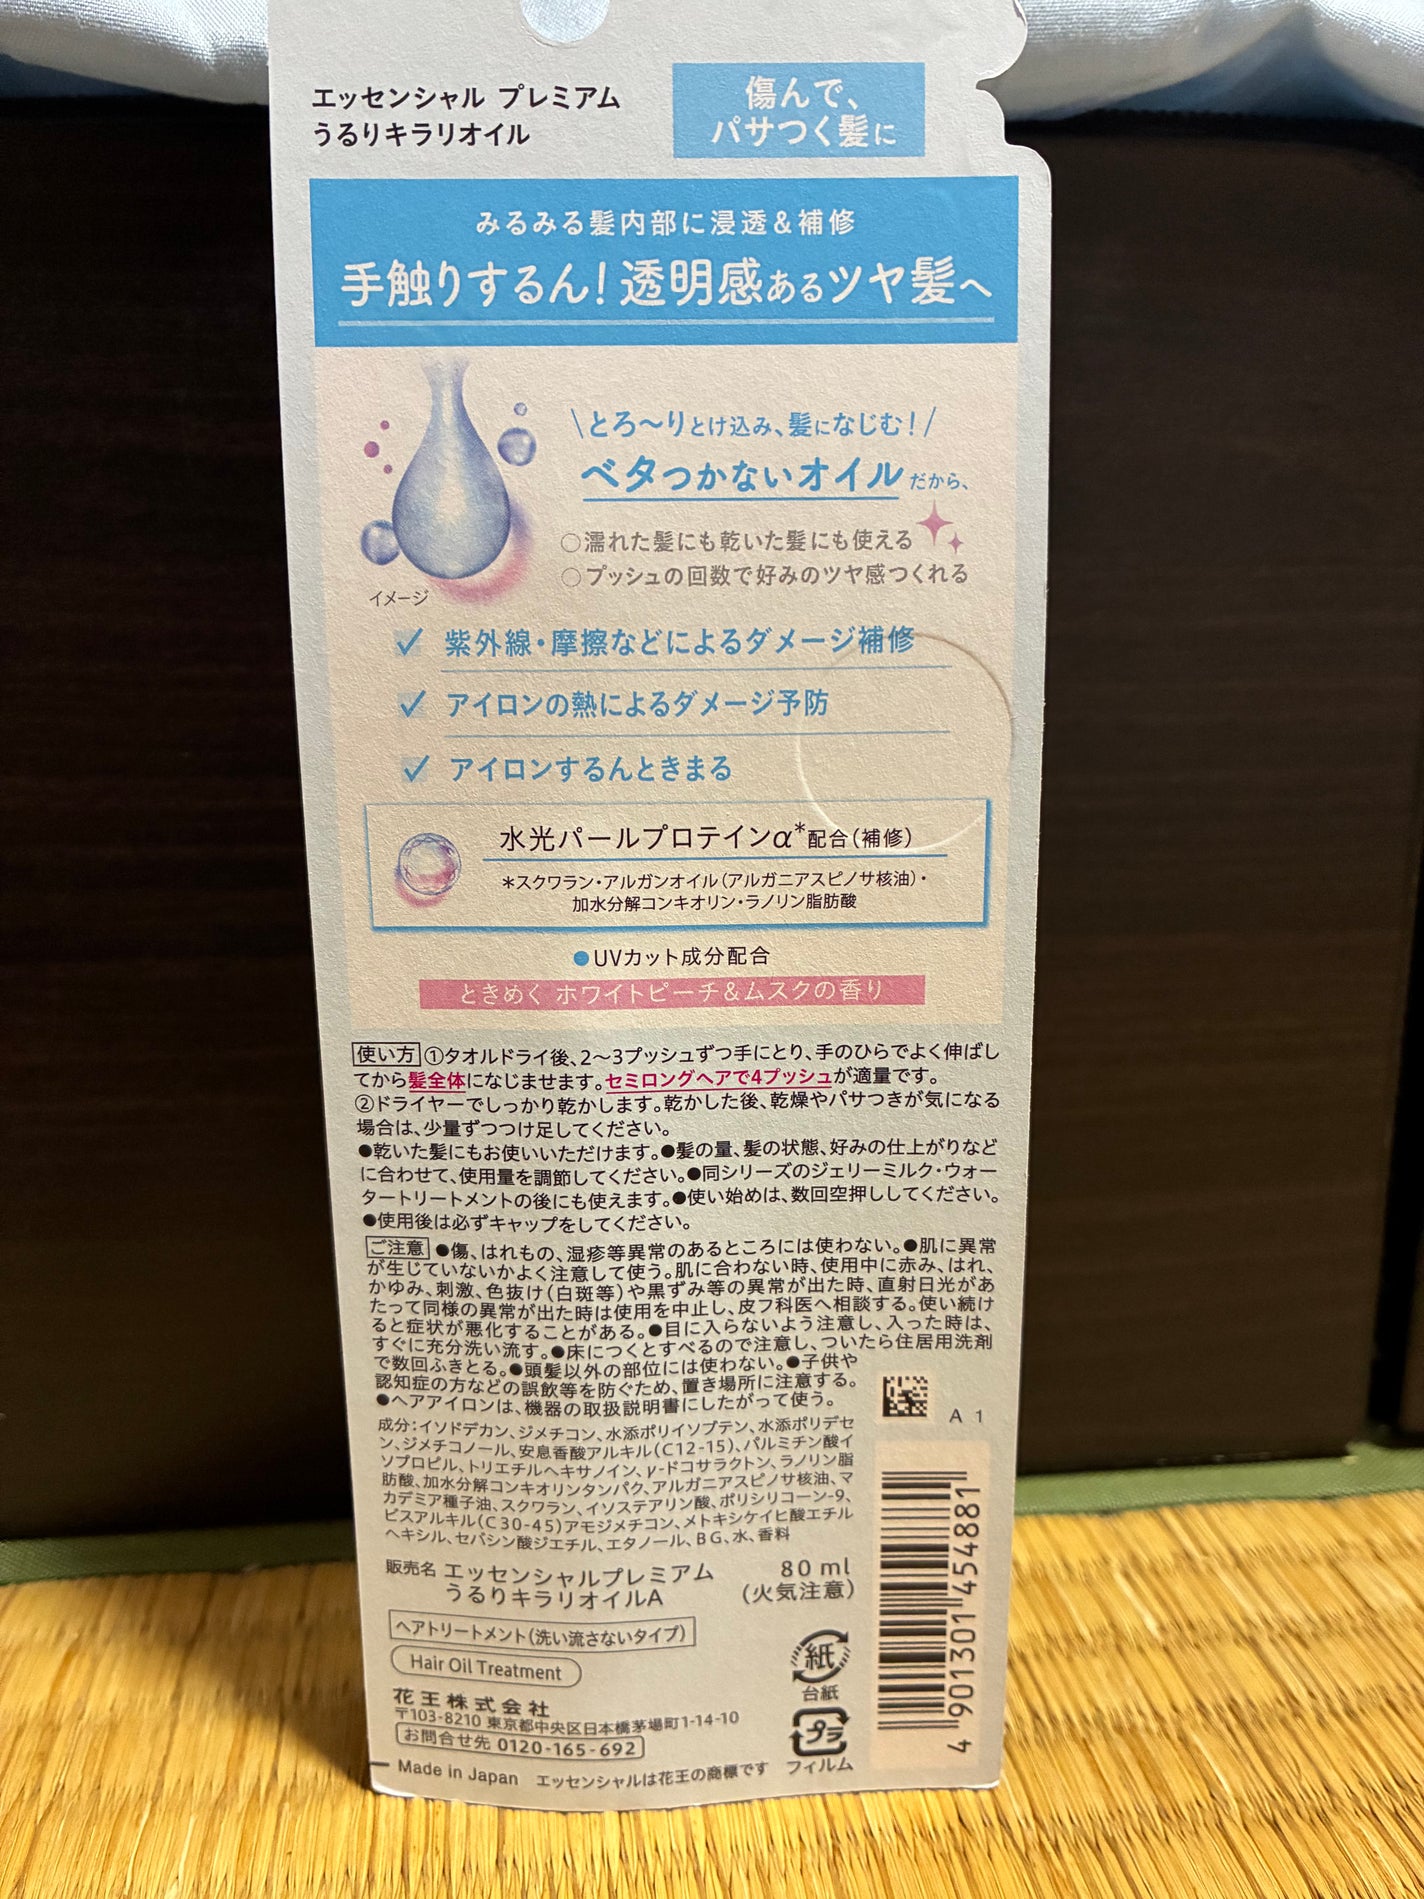 エッセンシャル プレミアム
うるりキラリオイル
傷んで、
パサつく髪に
みるみる髪内部に浸透&補修
手触りするん!透明感あるツヤ髪へ
\とろ〜りとけ込み、髪になじむ!/
ベタつかないオイルだから、
○濡れた髪にも乾いた髪にも使える
○プッシュの回数で好みのツヤ感つくれる
イメージ
✓ 紫外線・摩擦などによるダメージ補修
✓ アイロンの熱によるダメージ予防
✓ アイロンするんときまる
水光パールプロテインα*配合(補修)
*スクワラン・アルガンオイル(アルガニアスピノサ核油)・
加水分解コンキオリン・ラノリン脂肪酸
●UVカット成分配合
ときめく ホワイトピーチ&ムスクの香り
使い方 ①タオルドライ後、2〜3プッシュずつ手にとり、手のひらでよく伸ばし
てから髪全体になじませます。セミロングヘアで4プッシュが適量です。
②ドライヤーでしっかり乾かします。乾かした後、乾燥やパサつきが気になる
場合は、少量ずつつけ足してください。
●乾いた髪にもお使いいただけます。●髪の量、髪の状態、好みの仕上がりなど
に合わせて、使用量を調節してください。●同シリーズのジェリーミルク・ウォー
タートリートメントの後にも使えます。●使い始めは、数回空押ししてください。
●使用後は必ずキャップをしてください。
ご注意 ●傷、はれもの、湿疹等異常のあるところには使わない。●肌に異常
が生じていないかよく注意して使う。肌に合わない時、使用中に赤み、はれ、
かゆみ、刺激、色抜け(白斑等)や黒ずみ等の異常が出た時、直射日光があ
たって同様の異常が出た時は使用を中止し、皮フ科医へ相談する。使い続け
ると症状が悪化することがある。●目に入らないよう注意し、入った時は、
すぐに充分洗い流す。●床につくとすべるので注意し、ついたら住居用洗剤
で数回ふきとる。●頭髪以外の部位には使わない。●子供や
認知症の方などの誤飲等を防ぐため、置き場所に注意する。
●ヘアアイロンは、機器の取扱説明書にしたがって使う。
A 1
成分:イソドデカン、ジメチコン、水添ポリイソブテン、水添ポリデセ
ン、ジメチコノール、安息香酸アルキル(C12-15)、パルミチン酸イ
ソプロピル、トリエチルヘキサノイン、γ-ドコサラクトン、ラノリン脂
肪酸、加水分解コンキオリンタンパク、アルガニアスピノサ核油、マ
カデミア種子油、スクワラン、イソステアリン酸、ポリシリコーン-9、
ビスアルキル(C30-45)アモジメチコン、メトキシケイヒ酸エチル
ヘキシル、セバシン酸ジエチル、エタノール、BG、水、香料
販売名 エッセンシャルプレミアム
うるりキラリオイルA
80 ml
(火気注意)
ヘアトリートメント(洗い流さないタイプ)
Hair Oil Treatment
花王株式会社
〒103-8210 東京都中央区日本橋茅場町1-14-10
お問合せ先 0120-165-692
Made in Japan エッセンシャルは花王の商標です
紙
台紙
プラ
フィルム
4 901301 454881